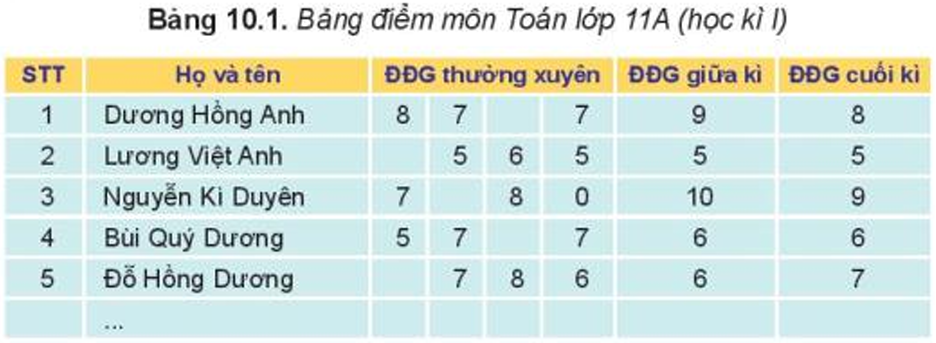 Bảng 10.1. Bảng điểm môn Toán lớp 11A (học kì I)
STT Họ và tên ĐĐG thường xuyên ĐĐG giữa kì ĐĐG cuối kì
1 Dương Hồng Anh 8 7 7 9 8
2 Lương Việt Anh 5 6 5 5 5
3 Nguyễn Kì Duyên 7 8 0 10 9
4 Bùi Quý Dương 5 7 7 6 6
5 Đỗ Hồng Dương 7 8 6 6 7
...